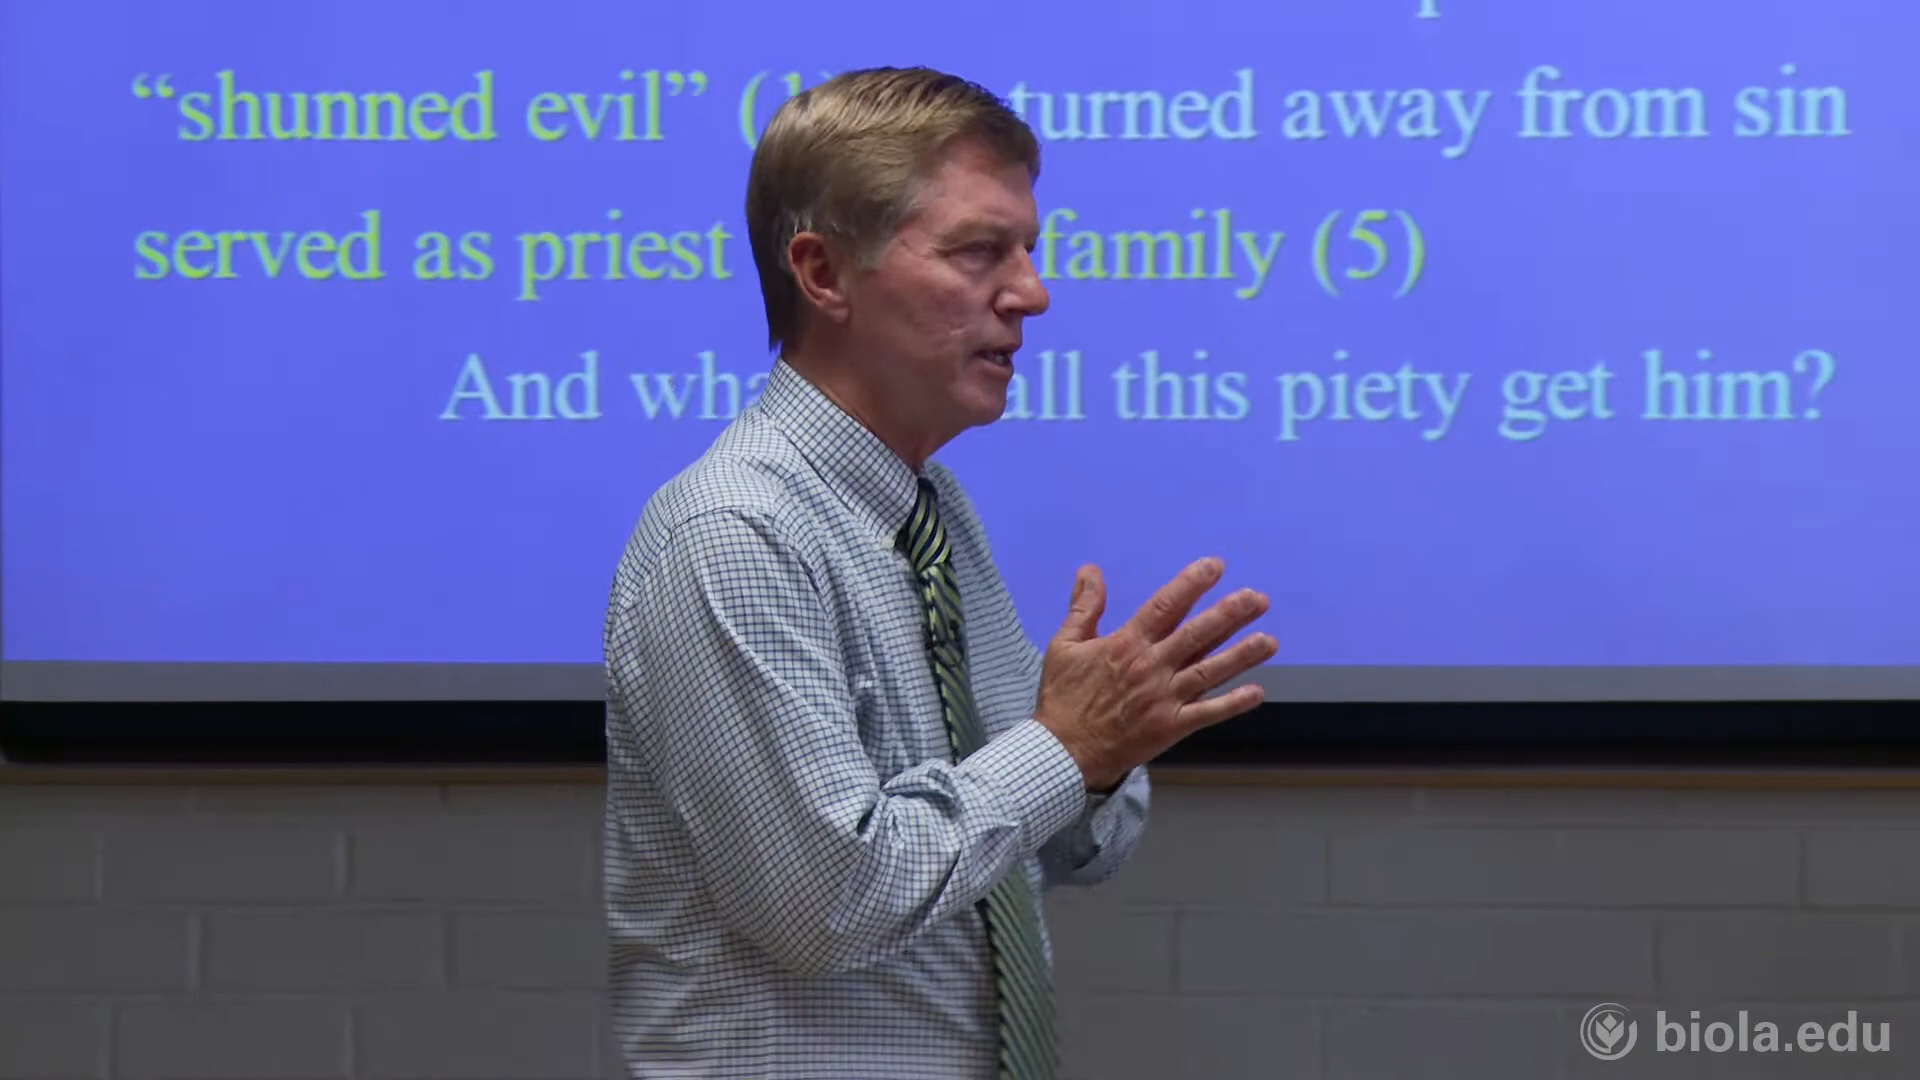 “shunned evil” (1) turned away from sin
served as priest family (5)
And all this piety get him?
biola.edu